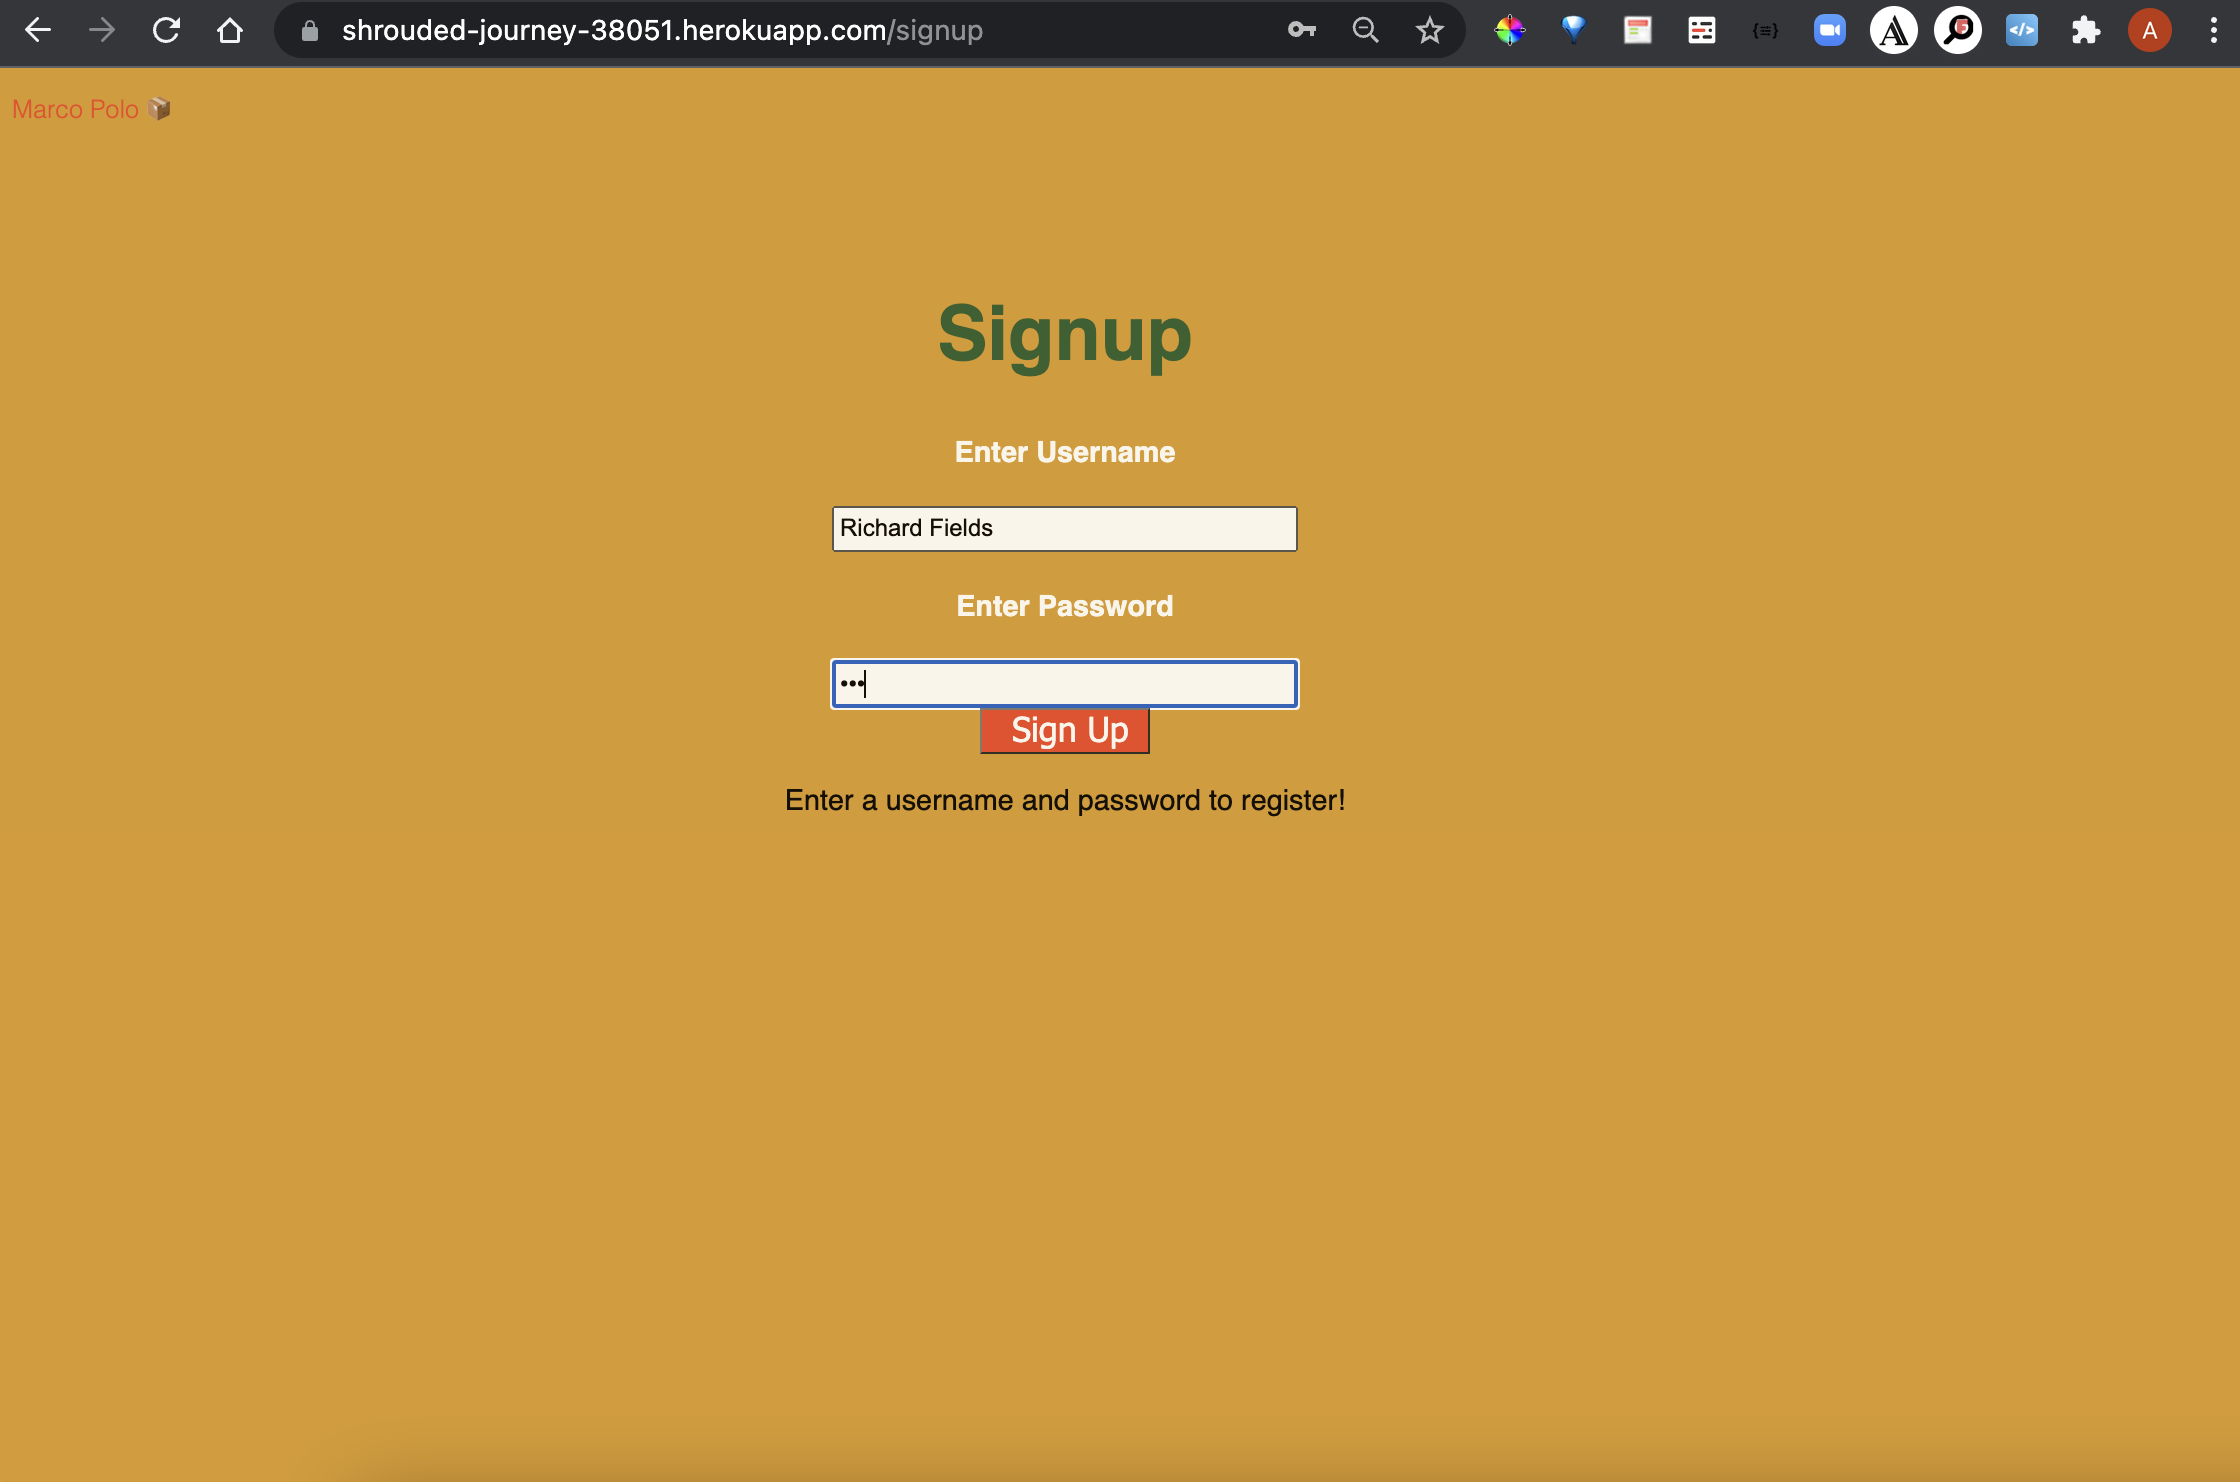 shrouded-journey-38051.herokuapp.com/signup
A
Marco Polo 📦
Signup
Enter Username
Richard Fields
Enter Password
•••
Sign Up
Enter a username and password to register!